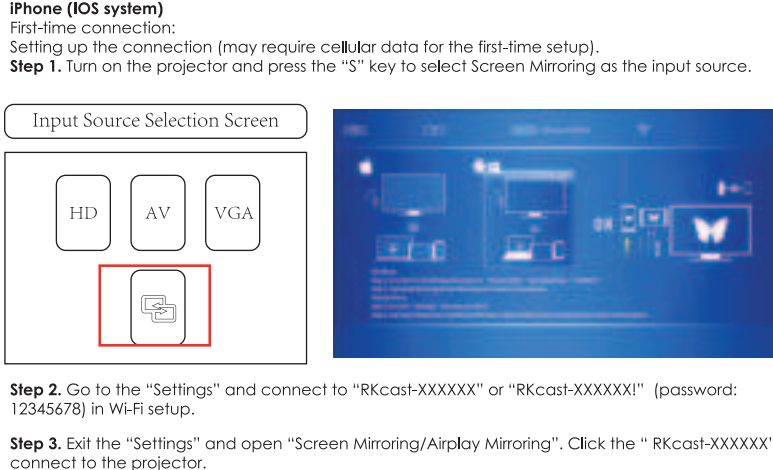 iPhone (IOS system)
First-time connection:
Setting up the connection (may require cellular data for the first-time setup).
Step 1. Turn on the projector and press the “S” key to select Screen Mirroring as the input source.
Input Source Selection Screen
HD AV VGA
Step 2. Go to the “Settings” and connect to “RKcast-XXXXXX” or “RKcast-XXXXXX!” (password:
12345678) in Wi-Fi setup.
Step 3. Exit the “Settings” and open “Screen Mirroring/Airplay Mirroring”. Click the “ RKcast-XXXXXX”
connect to the projector.